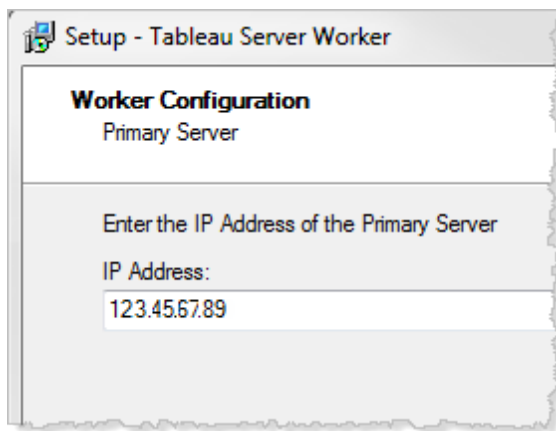 Setup - Tableau Server Worker
Worker Configuration
Primary Server
Enter the IP Address of the Primary Server
IP Address:
123.45.67.89